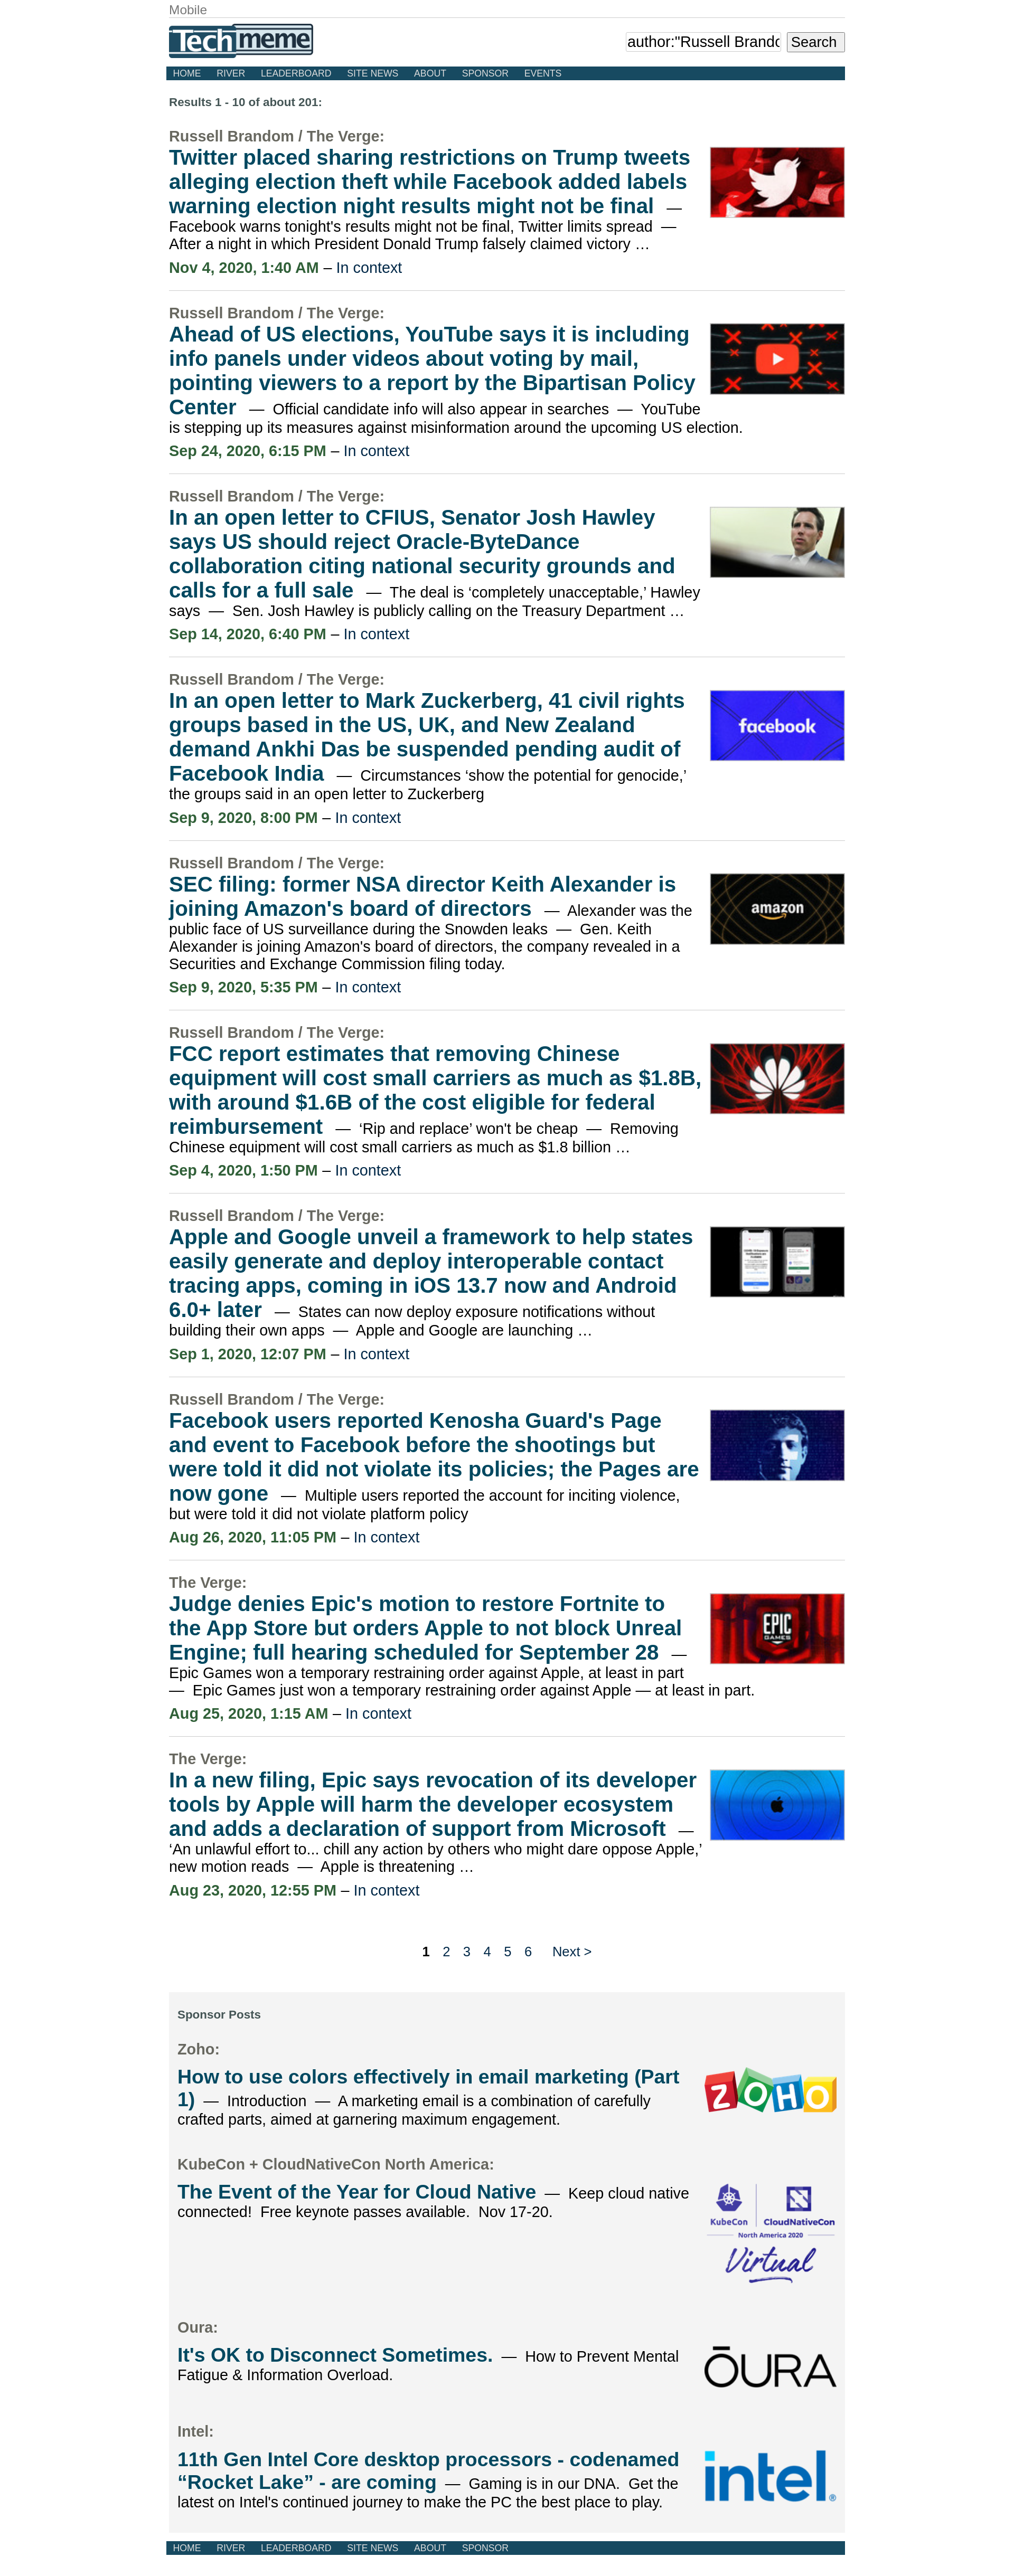 Mobile
Techmeme
author:"Russell Brando
Search
HOME RIVER LEADERBOARD SITE NEWS ABOUT SPONSOR EVENTS
Results 1 - 10 of about 201:
Russell Brandom / The Verge:
Twitter placed sharing restrictions on Trump tweets
alleging election theft while Facebook added labels
warning election night results might not be final —
Facebook warns tonight's results might not be final, Twitter limits spread —
After a night in which President Donald Trump falsely claimed victory …
Nov 4, 2020, 1:40 AM – In context
Russell Brandom / The Verge:
Ahead of US elections, YouTube says it is including
info panels under videos about voting by mail,
pointing viewers to a report by the Bipartisan Policy
Center — Official candidate info will also appear in searches — YouTube
is stepping up its measures against misinformation around the upcoming US election.
Sep 24, 2020, 6:15 PM – In context
Russell Brandom / The Verge:
In an open letter to CFIUS, Senator Josh Hawley
says US should reject Oracle-ByteDance
collaboration citing national security grounds and
calls for a full sale — The deal is ‘completely unacceptable,’ Hawley
says — Sen. Josh Hawley is publicly calling on the Treasury Department …
Sep 14, 2020, 6:40 PM – In context
Russell Brandom / The Verge:
In an open letter to Mark Zuckerberg, 41 civil rights
groups based in the US, UK, and New Zealand
demand Ankhi Das be suspended pending audit of
Facebook India — Circumstances ‘show the potential for genocide,’
the groups said in an open letter to Zuckerberg
facebook
Sep 9, 2020, 8:00 PM – In context
Russell Brandom / The Verge:
SEC filing: former NSA director Keith Alexander is
joining Amazon's board of directors — Alexander was the
public face of US surveillance during the Snowden leaks — Gen. Keith
Alexander is joining Amazon's board of directors, the company revealed in a
Securities and Exchange Commission filing today.
amazon
Sep 9, 2020, 5:35 PM – In context
Russell Brandom / The Verge:
FCC report estimates that removing Chinese
equipment will cost small carriers as much as $1.8B,
with around $1.6B of the cost eligible for federal
reimbursement — ‘Rip and replace’ won't be cheap — Removing
Chinese equipment will cost small carriers as much as $1.8 billion …
Sep 4, 2020, 1:50 PM – In context
Russell Brandom / The Verge:
Apple and Google unveil a framework to help states
easily generate and deploy interoperable contact
tracing apps, coming in iOS 13.7 now and Android
6.0+ later — States can now deploy exposure notifications without
building their own apps — Apple and Google are launching …
Sep 1, 2020, 12:07 PM – In context
Russell Brandom / The Verge:
Facebook users reported Kenosha Guard's Page
and event to Facebook before the shootings but
were told it did not violate its policies; the Pages are
now gone — Multiple users reported the account for inciting violence,
but were told it did not violate platform policy
Aug 26, 2020, 11:05 PM – In context
The Verge:
Judge denies Epic's motion to restore Fortnite to
the App Store but orders Apple to not block Unreal
Engine; full hearing scheduled for September 28 —
Epic Games won a temporary restraining order against Apple, at least in part
— Epic Games just won a temporary restraining order against Apple — at least in part.
EPIC
GAMES
Aug 25, 2020, 1:15 AM – In context
The Verge:
In a new filing, Epic says revocation of its developer
tools by Apple will harm the developer ecosystem
and adds a declaration of support from Microsoft —
‘An unlawful effort to... chill any action by others who might dare oppose Apple,’
new motion reads — Apple is threatening …
Aug 23, 2020, 12:55 PM – In context
1 2 3 4 5 6 Next >
Sponsor Posts
Zoho:
How to use colors effectively in email marketing (Part
1) — Introduction — A marketing email is a combination of carefully
crafted parts, aimed at garnering maximum engagement.
ZOHO
KubeCon + CloudNativeCon North America:
The Event of the Year for Cloud Native — Keep cloud native
connected! Free keynote passes available. Nov 17-20.
KubeCon CloudNativeCon
North America 2020
Virtual
Oura:
It's OK to Disconnect Sometimes. — How to Prevent Mental
Fatigue & Information Overload.
ŌURA
Intel:
11th Gen Intel Core desktop processors - codenamed
“Rocket Lake” - are coming — Gaming is in our DNA. Get the
latest on Intel's continued journey to make the PC the best place to play.
intel®
HOME RIVER LEADERBOARD SITE NEWS ABOUT SPONSOR